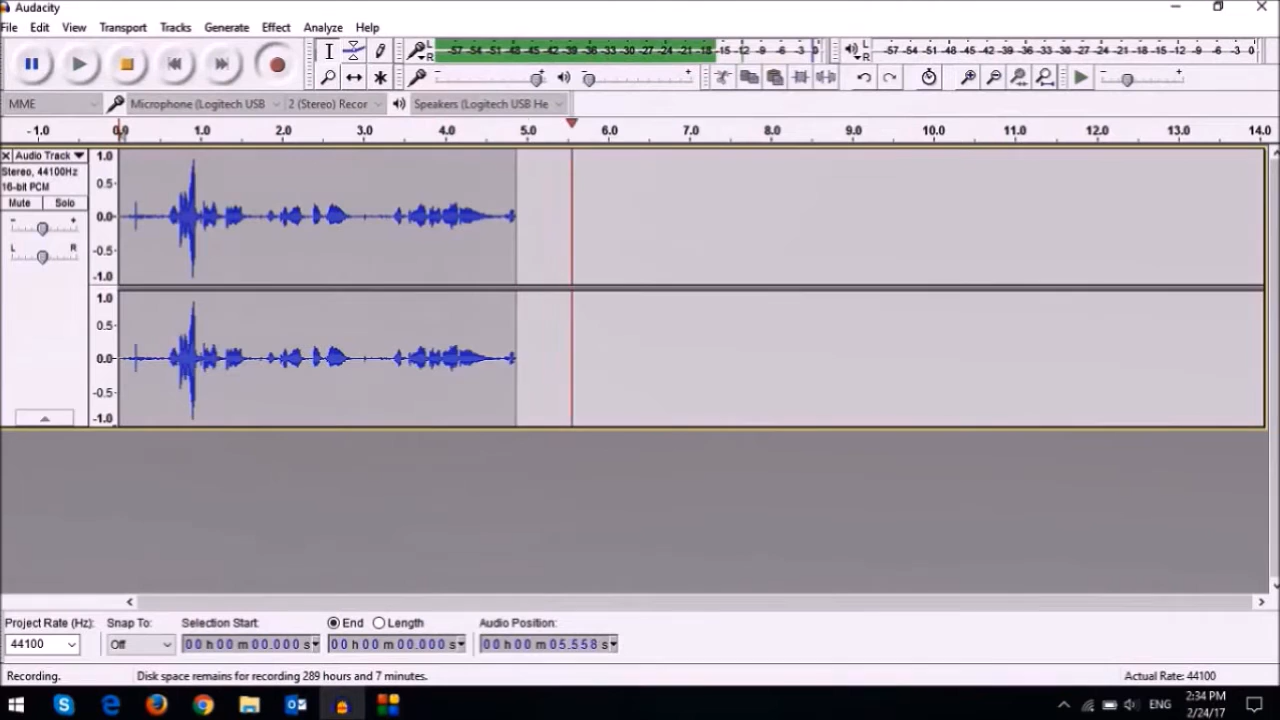 Audacity
File Edit View Transport Tracks Generate Effect Analyze Help
L R -57 -54 -51 -48 -45 -42 -39 -36 -33 -30 -27 -24 -21 -18 -12 -9 -6 -3 0 L R -57 -54 -51 -48 -45 -42 -39 -36 -33 -30 -27 -24 -21 -18 -15 -12 -9 -6 -3 0
MME Microphone (Logitech USB 2 (Stereo) Recor Speakers (Logitech USB He
-1.0 0.0 1.0 2.0 3.0 4.0 5.0 6.0 7.0 8.0 9.0 10.0 11.0 12.0 13.0 14.0
Audio Track 1.0
Stereo, 44100Hz 0.5
16-bit PCM
Mute Solo 0.0
- +
L R -0.5
-1.0
1.0
0.5
0.0
-0.5
-1.0
Project Rate (Hz): Snap To: Selection Start: End Length Audio Position:
44100 Off 00 h 00 m 00.000 s 00 h 00 m 00.000 s 00 h 00 m 05.558 s
Recording. Disk space remains for recording 289 hours and 7 minutes. Actual Rate: 44100
ENG 2:34 PM
2/24/17